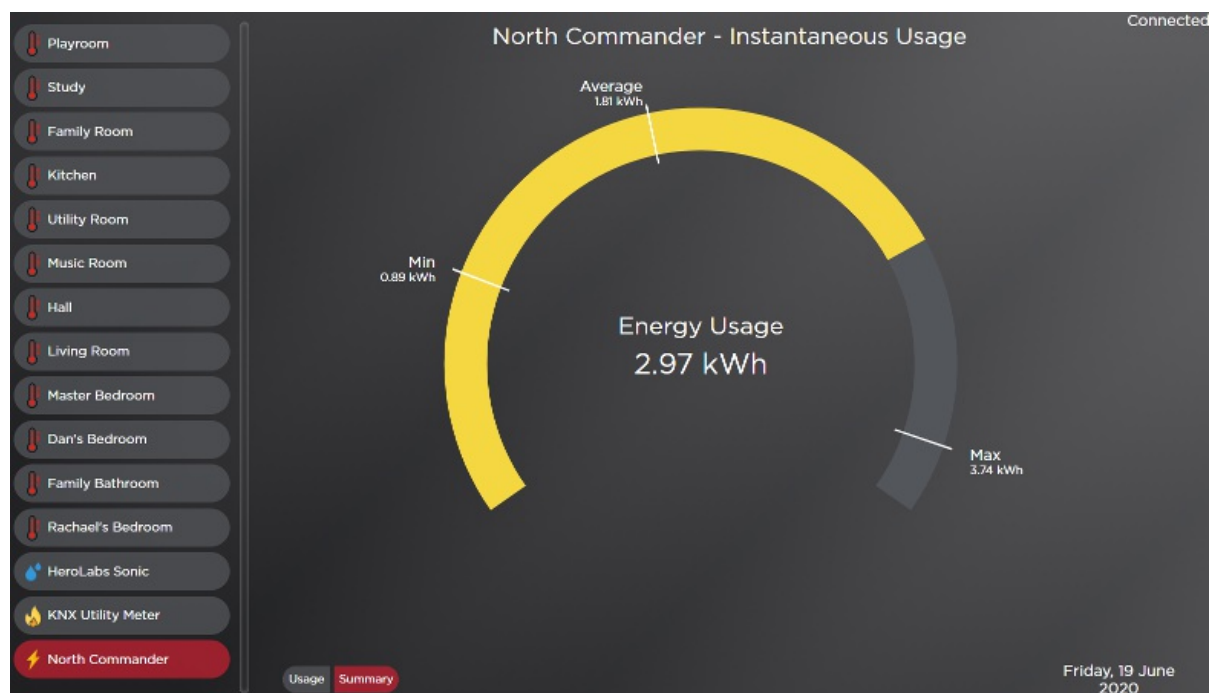 Connected
North Commander - Instantaneous Usage
Playroom
Study
Family Room
Kitchen
Utility Room
Music Room
Hall
Living Room
Master Bedroom
Dan's Bedroom
Family Bathroom
Rachael's Bedroom
HeroLabs Sonic
KNX Utility Meter
North Commander
Average
1.81 kWh
Min
0.89 kWh
Energy Usage
2.97 kWh
Max
3.74 kWh
Usage Summary
Friday, 19 June
2020